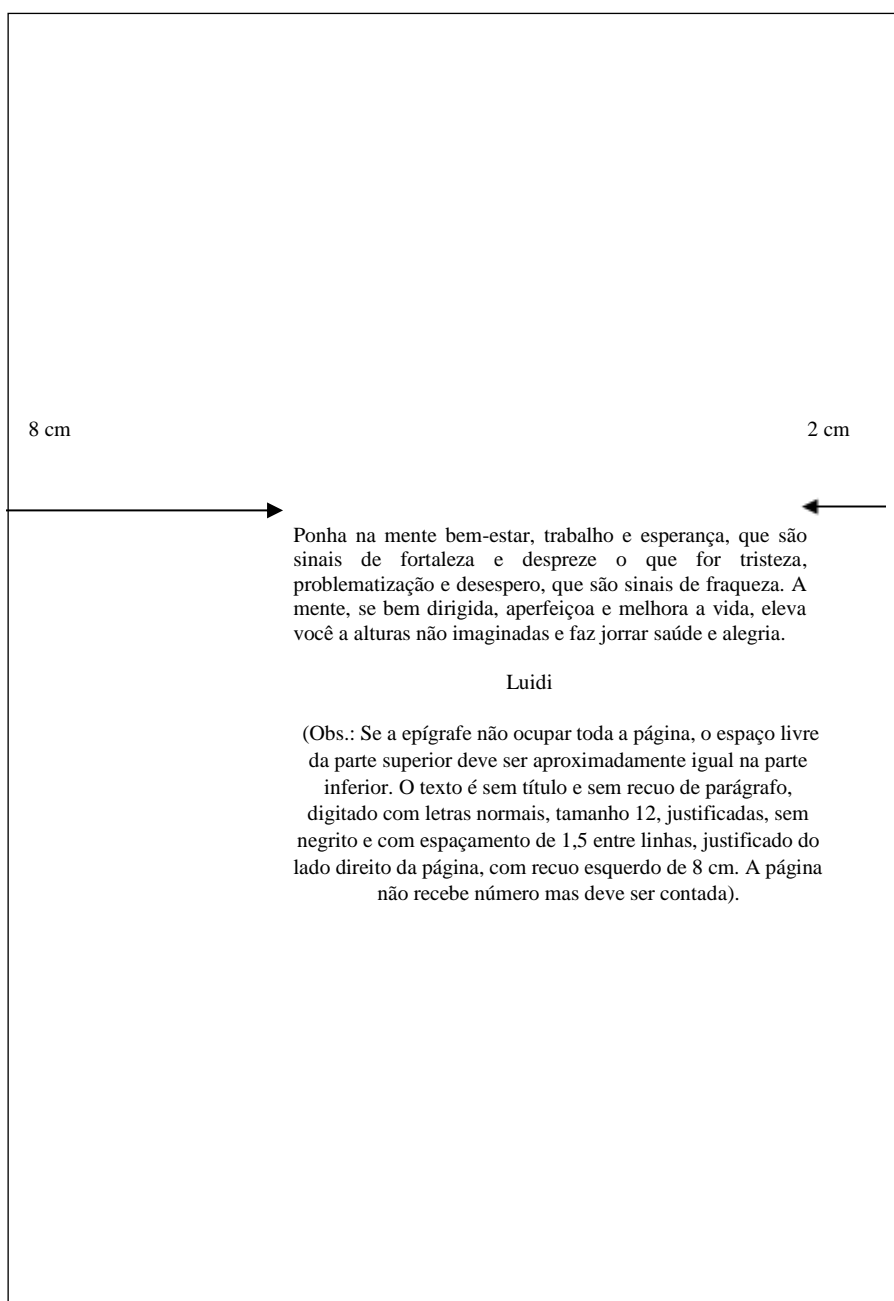 8 cm 2 cm
Ponha na mente bem-estar, trabalho e esperança, que são
sinais de fortaleza e despreze o que for tristeza,
problematização e desespero, que são sinais de fraqueza. A
mente, se bem dirigida, aperfeiçoa e melhora a vida, eleva
você a alturas não imaginadas e faz jorrar saúde e alegria.
Luidi
(Obs.: Se a epígrafe não ocupar toda a página, o espaço livre
da parte superior deve ser aproximadamente igual na parte
inferior. O texto é sem título e sem recuo de parágrafo,
digitado com letras normais, tamanho 12, justificadas, sem
negrito e com espaçamento de 1,5 entre linhas, justificado do
lado direito da página, com recuo esquerdo de 8 cm. A página
não recebe número mas deve ser contada).